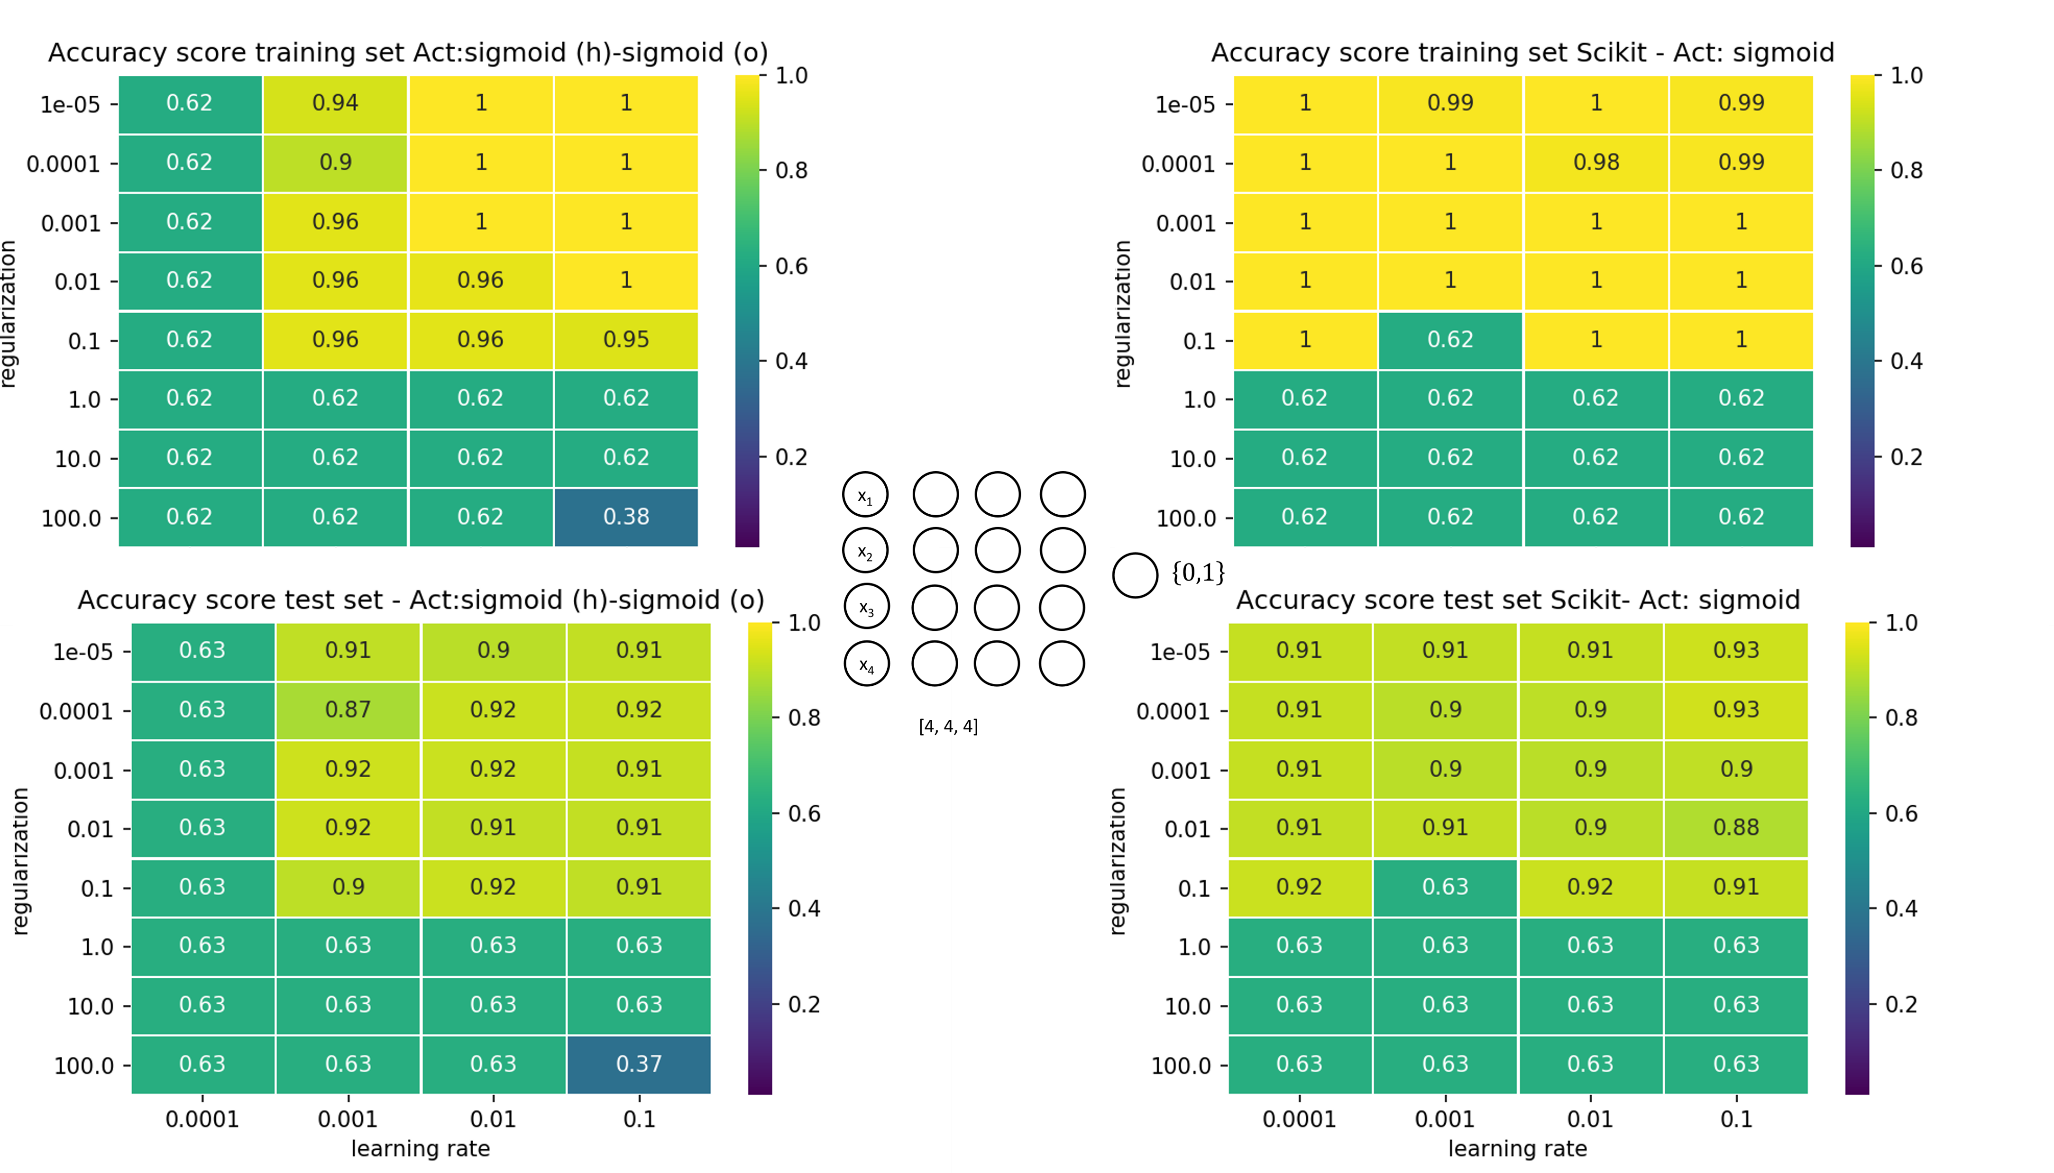 Accuracy score training set Act:sigmoid (h)-sigmoid (o)
1e-05 0.62 0.94 1 1
0.0001 0.62 0.9 1 1
0.001 0.62 0.96 1 1
0.01 0.62 0.96 0.96 1
0.1 0.62 0.96 0.96 0.95
1.0 0.62 0.62 0.62 0.62
10.0 0.62 0.62 0.62 0.62
100.0 0.62 0.62 0.62 0.38
regularization
1.0
0.8
0.6
0.4
0.2
Accuracy score training set Scikit - Act: sigmoid
1e-05 1 0.99 1 0.99
0.0001 1 1 0.98 0.99
0.001 1 1 1 1
0.01 1 1 1 1
0.1 1 0.62 1 1
1.0 0.62 0.62 0.62 0.62
10.0 0.62 0.62 0.62 0.62
100.0 0.62 0.62 0.62 0.62
regularization
1.0
0.8
0.6
0.4
0.2
x1
x2
x3
x4
{0,1}
[4, 4, 4]
Accuracy score test set - Act:sigmoid (h)-sigmoid (o)
1e-05 0.63 0.91 0.9 0.91
0.0001 0.63 0.87 0.92 0.92
0.001 0.63 0.92 0.92 0.91
0.01 0.63 0.92 0.91 0.91
0.1 0.63 0.9 0.92 0.91
1.0 0.63 0.63 0.63 0.63
10.0 0.63 0.63 0.63 0.63
100.0 0.63 0.63 0.63 0.37
0.0001 0.001 0.01 0.1
learning rate
regularization
1.0
0.8
0.6
0.4
0.2
Accuracy score test set Scikit- Act: sigmoid
1e-05 0.91 0.91 0.91 0.93
0.0001 0.91 0.9 0.9 0.93
0.001 0.91 0.9 0.9 0.9
0.01 0.91 0.91 0.9 0.88
0.1 0.92 0.63 0.92 0.91
1.0 0.63 0.63 0.63 0.63
10.0 0.63 0.63 0.63 0.63
100.0 0.63 0.63 0.63 0.63
0.0001 0.001 0.01 0.1
learning rate
regularization
1.0
0.8
0.6
0.4
0.2